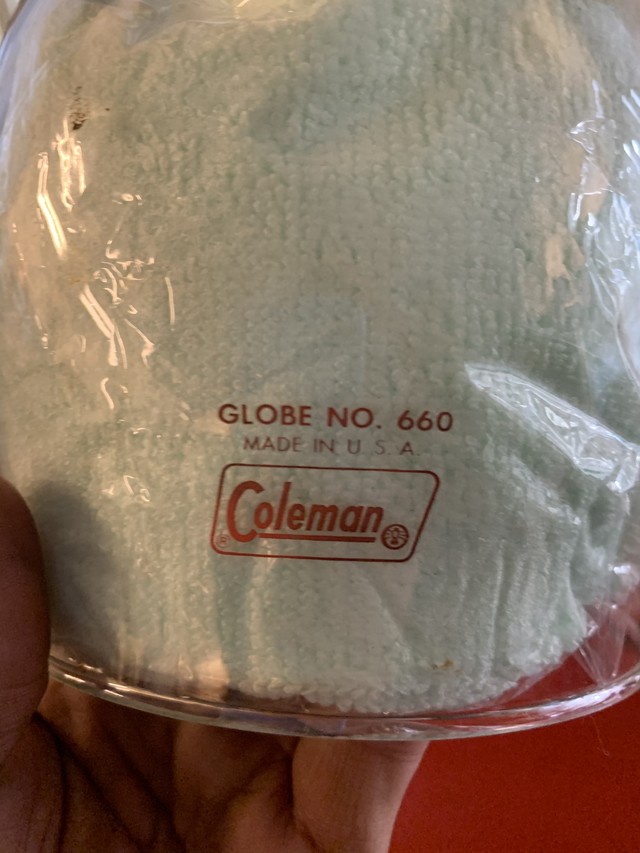 GLOBE NO. 660
MADE IN U. S. A.
Coleman
®